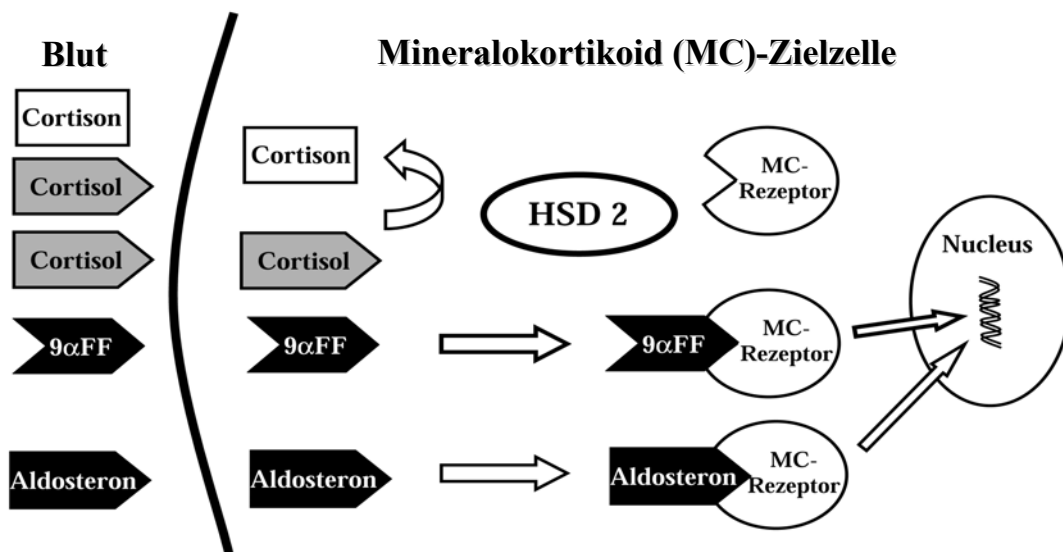 Blut
Mineralokortikoid (MC)-Zielzelle
Cortison
Cortisol
Cortisol
9αFF
Aldosteron
Cortison
Cortisol
9αFF
Aldosteron
HSD 2
MC-
Rezeptor
9αFF
MC-
Rezeptor
Aldosteron
MC-
Rezeptor
Nucleus